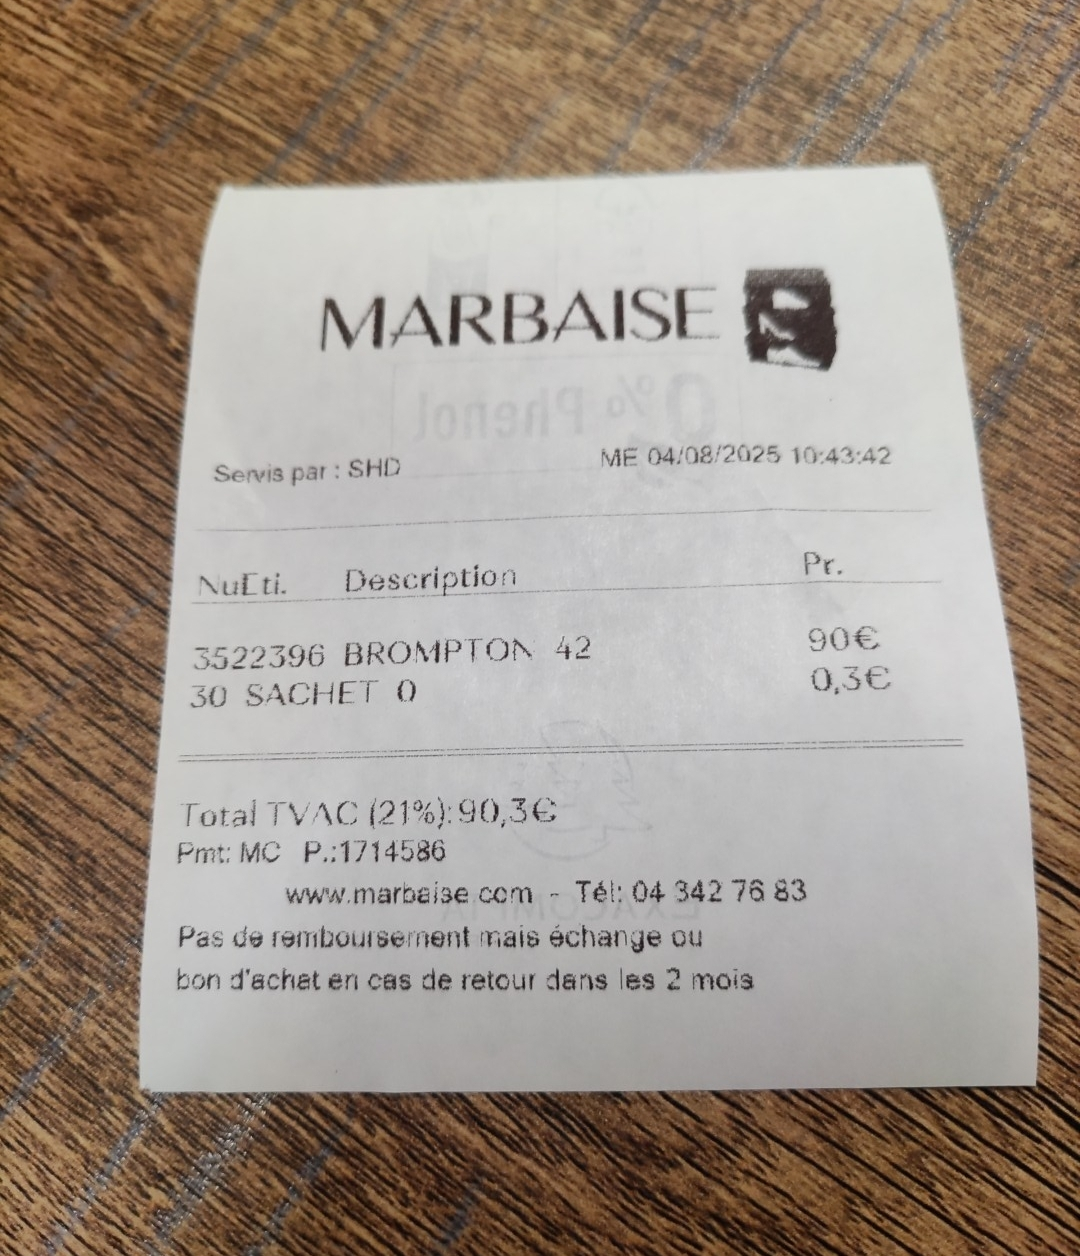 MARBAISE
Servis par : SHD ME 04/08/2025 10:43:42
NuEti. Description Pr.
3522396 BROMPTON 42 90€
30 SACHET 0 0,3€
Total TVAC (21%):90,3€
Pmt: MC P.:1714586
www.marbaise.com - Tél: 04 342 76 83
Pas de remboursement mais échange ou
bon d'achat en cas de retour dans les 2 mois
0% Phenol
EXACOMPTA